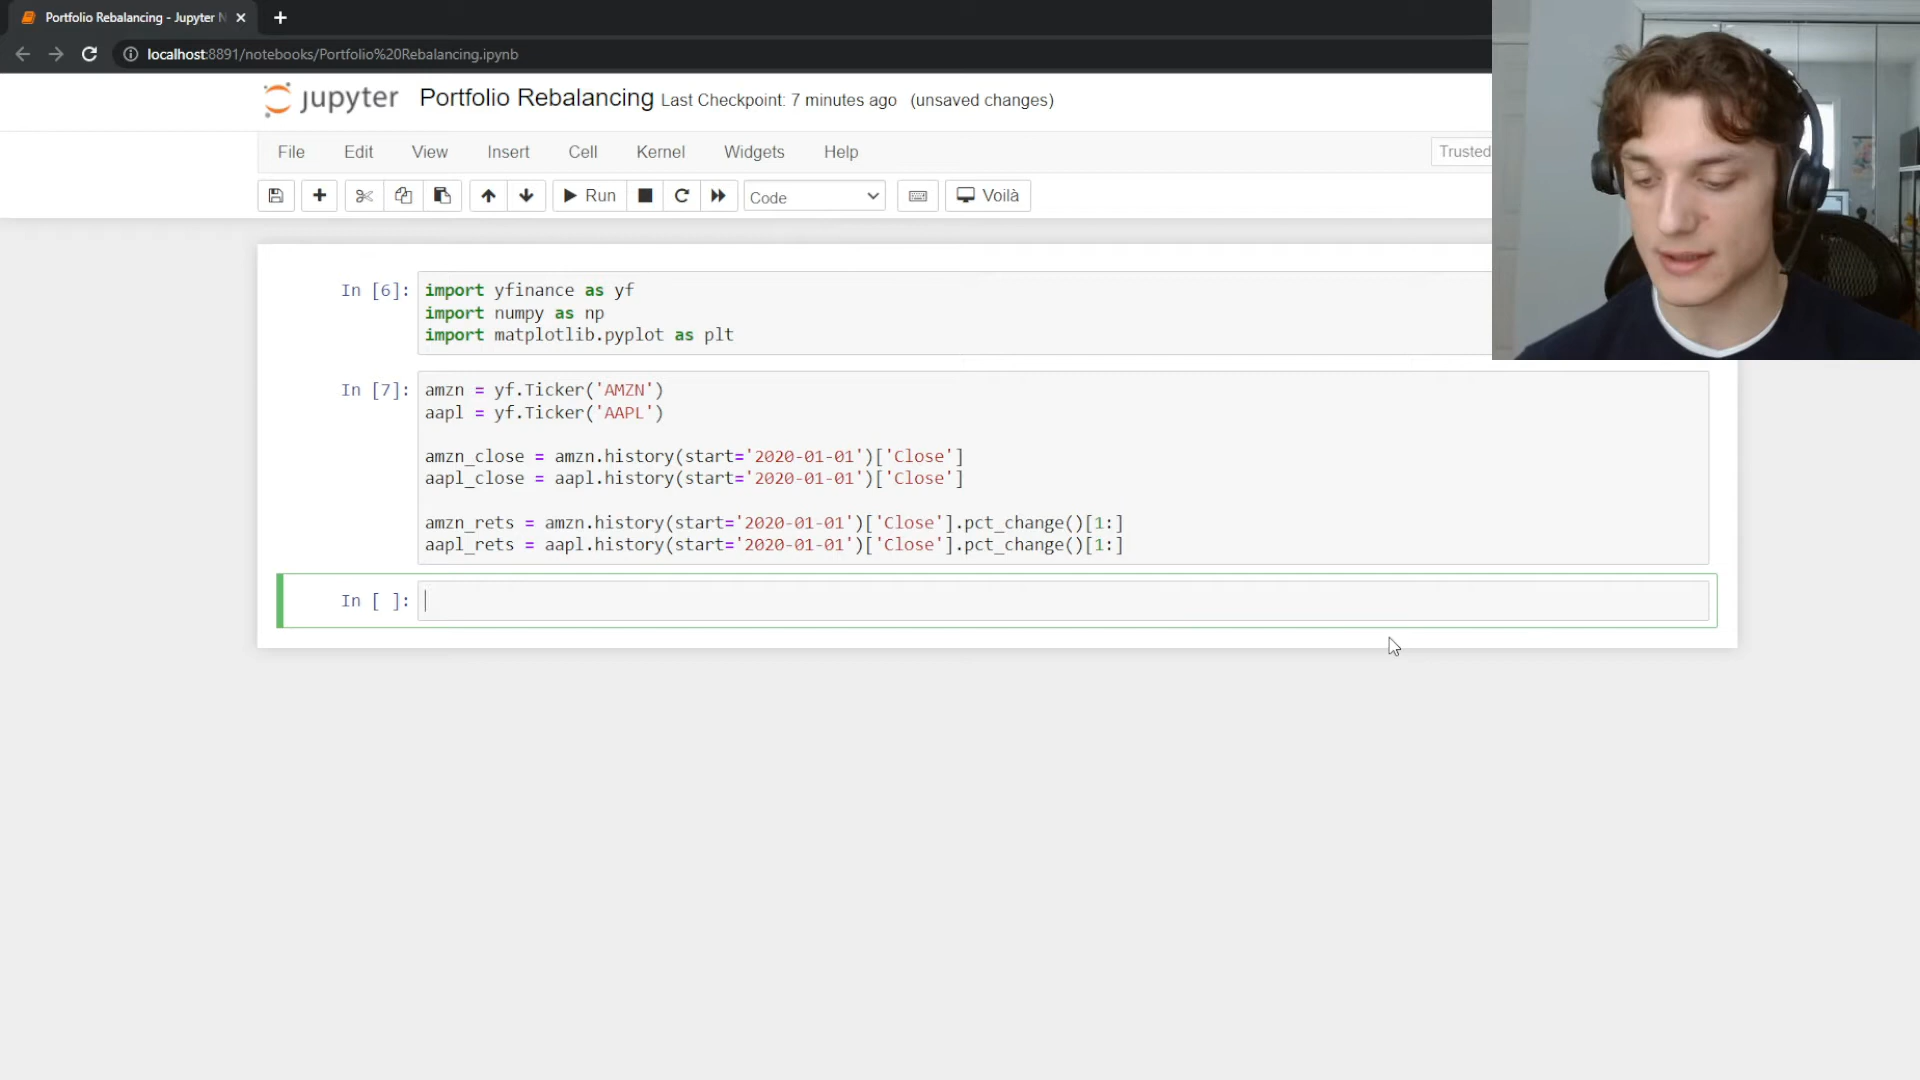 Portfolio Rebalancing - Jupyter N
localhost:8891/notebooks/Portfolio%20Rebalancing.ipynb
jupyter Portfolio Rebalancing Last Checkpoint: 7 minutes ago (unsaved changes)
File Edit View Insert Cell Kernel Widgets Help Trusted
Run Code Voilà
In [6]: import yfinance as yf
import numpy as np
import matplotlib.pyplot as plt
In [7]: amzn = yf.Ticker('AMZN')
aapl = yf.Ticker('AAPL')
amzn_close = amzn.history(start='2020-01-01')['Close']
aapl_close = aapl.history(start='2020-01-01')['Close']
amzn_rets = amzn.history(start='2020-01-01')['Close'].pct_change()[1:]
aapl_rets = aapl.history(start='2020-01-01')['Close'].pct_change()[1:]
In [ ]: